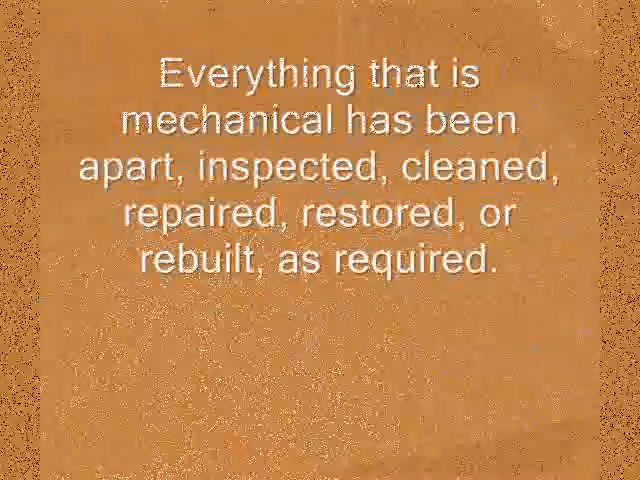 Everything that is
mechanical has been
apart, inspected, cleaned,
repaired, restored, or
rebuilt, as required.